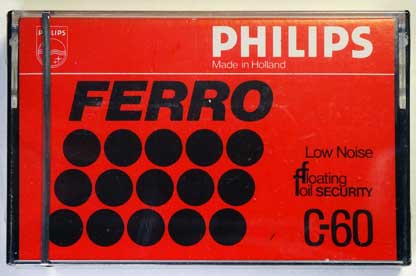 PHILIPS
PHILIPS
Made in Holland
FERRO
Low Noise
floating
foil SECURITY
C-60